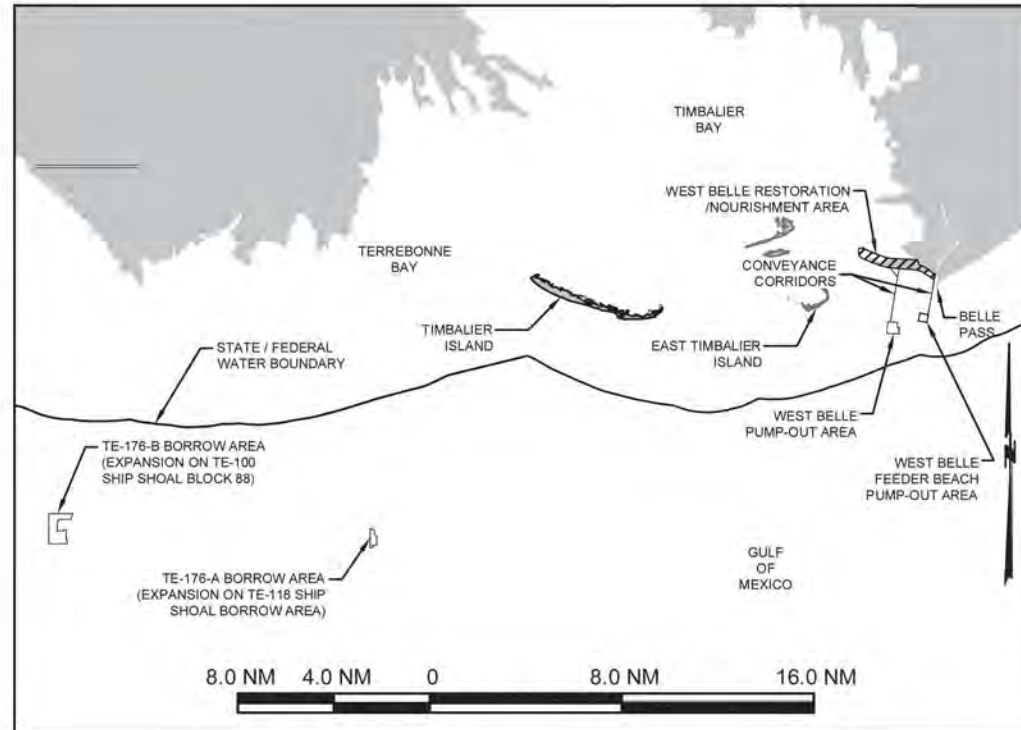 TIMBALIER
BAY
WEST BELLE RESTORATION
/NOURISHMENT AREA
TERREBONNE
BAY
CONVEYANCE
CORRIDORS
TIMBALIER
ISLAND
EAST TIMBALIER
ISLAND
BELLE
PASS
STATE / FEDERAL
WATER BOUNDARY
WEST BELLE
PUMP-OUT AREA
TE-176-B BORROW AREA
(EXPANSION ON TE-100
SHIP SHOAL BLOCK 88)
WEST BELLE
FEEDER BEACH
PUMP-OUT AREA
N
TE-176-A BORROW AREA
(EXPANSION ON TE-118 SHIP
SHOAL BORROW AREA)
GULF
OF
MEXICO
8.0 NM 4.0 NM 0 8.0 NM 16.0 NM